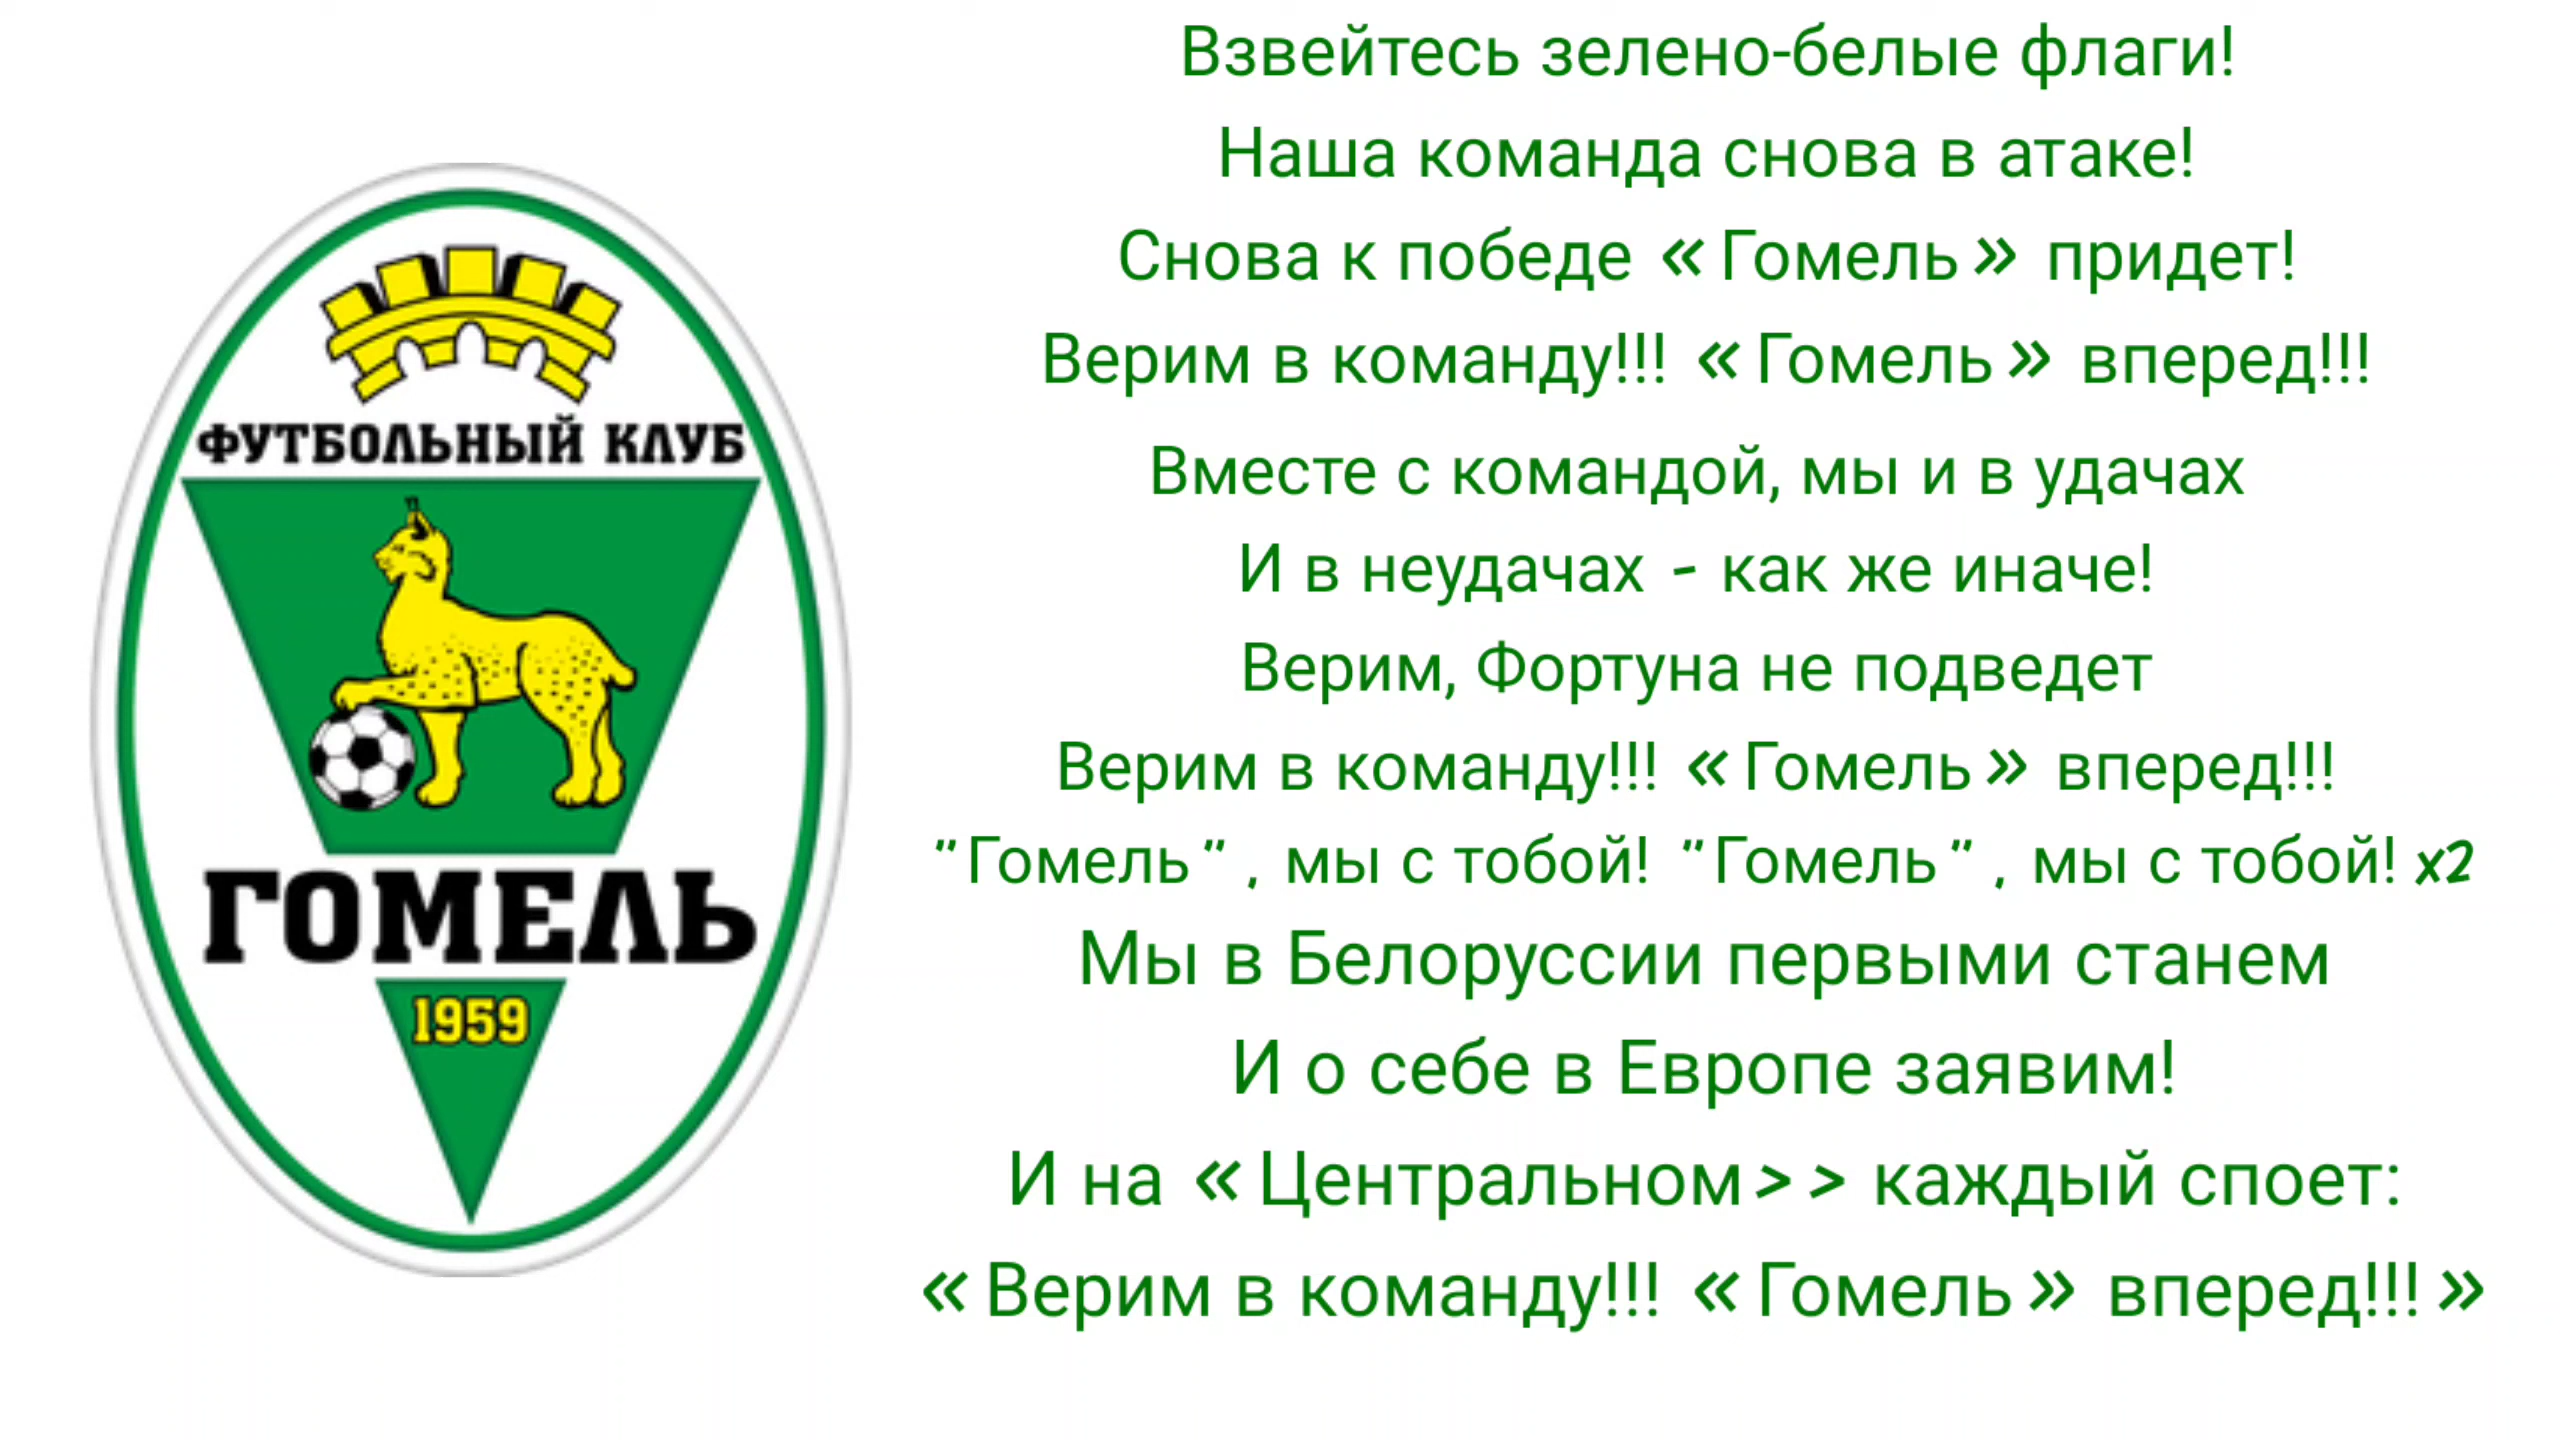 ФУТБОЛЬНЫЙ КЛУБ
ГОМЕЛЬ
1959
Взвейтесь зелено-белые флаги!
Наша команда снова в атаке!
Снова к победе «Гомель» придет!
Верим в команду!!! «Гомель» вперед!!!
Вместе с командой, мы и в удачах
И в неудачах - как же иначе!
Верим, Фортуна не подведет
Верим в команду!!! «Гомель» вперед!!!
"Гомель", мы с тобой! "Гомель", мы с тобой! x2
Мы в Белоруссии первыми станем
И о себе в Европе заявим!
И на «Центральном>> каждый споет:
«Верим в команду!!! «Гомель» вперед!!!»